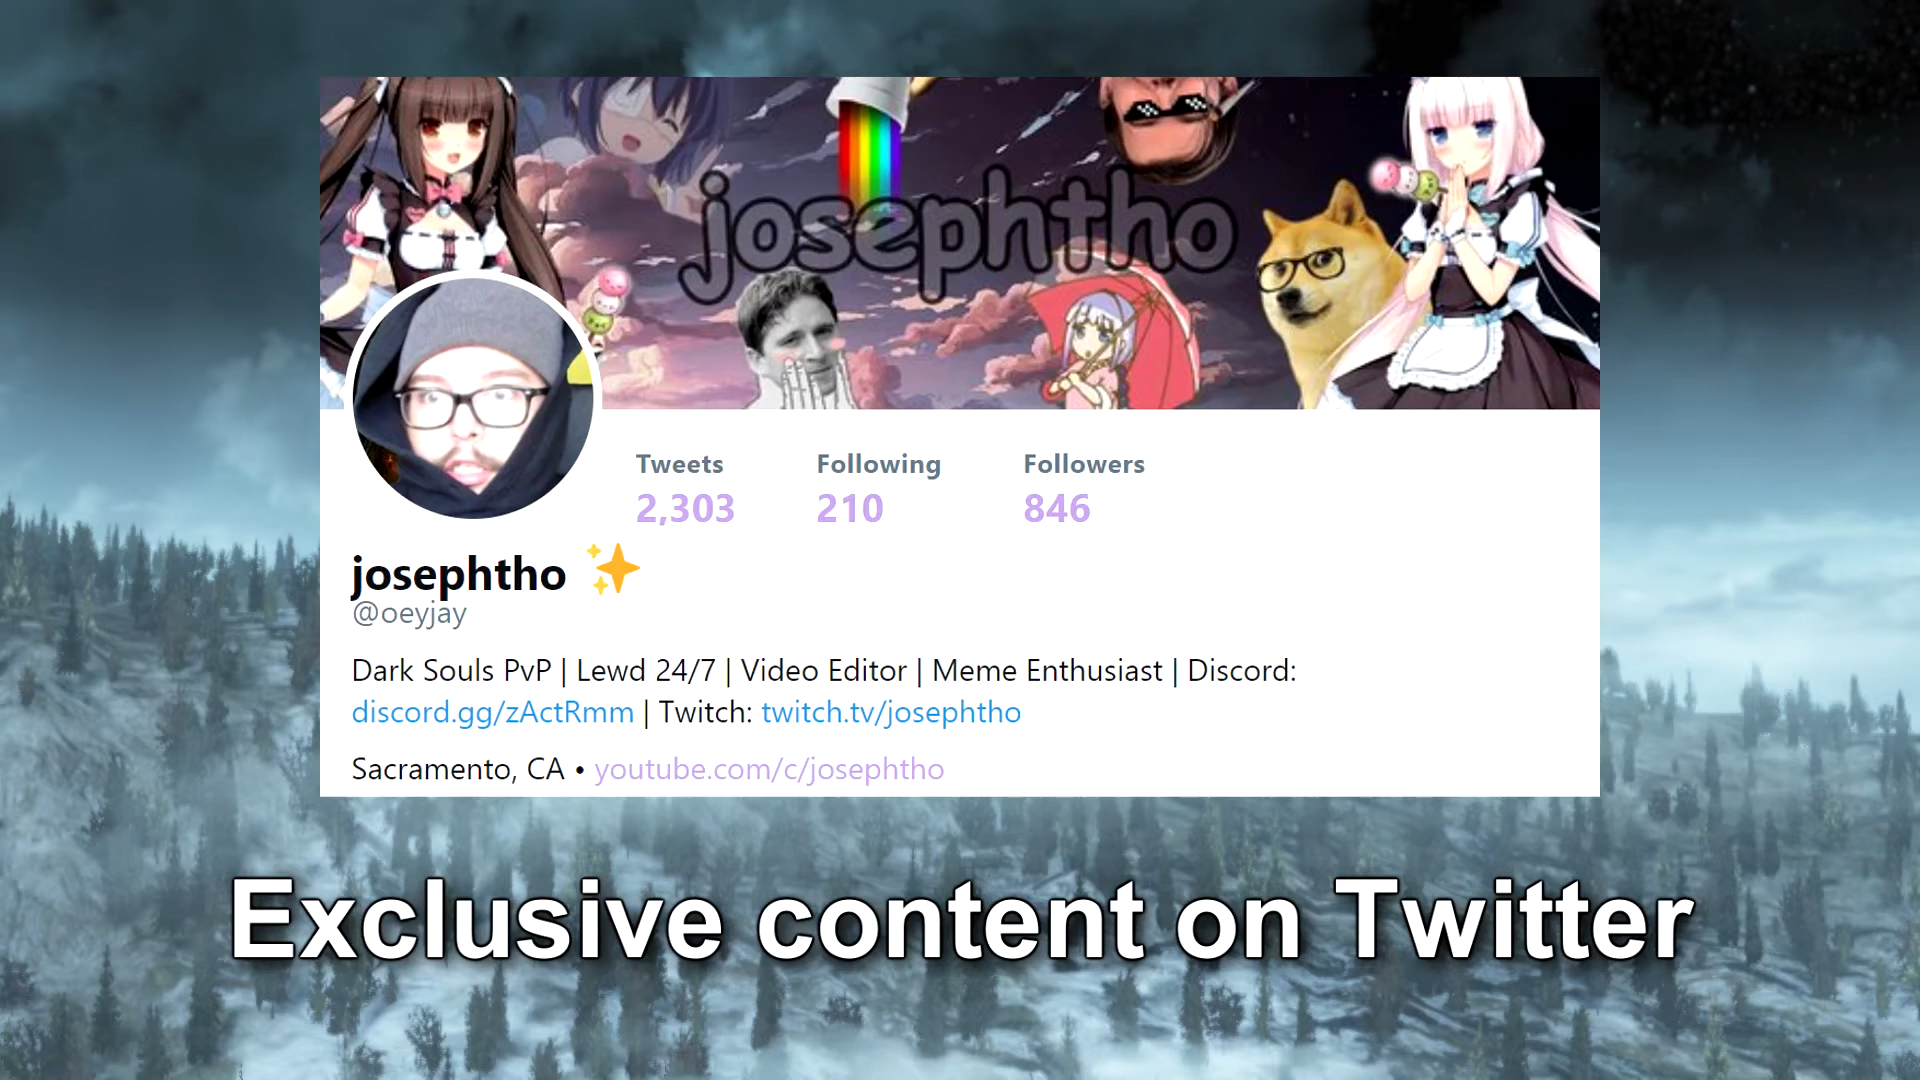 josephtho
Tweets Following Followers
2,303 210 846
josephtho ✨
@oeyjay
Dark Souls PvP | Lewd 24/7 | Video Editor | Meme Enthusiast | Discord:
discord.gg/zActRmm | Twitch: twitch.tv/josephtho
Sacramento, CA • youtube.com/c/josephtho
Exclusive content on Twitter